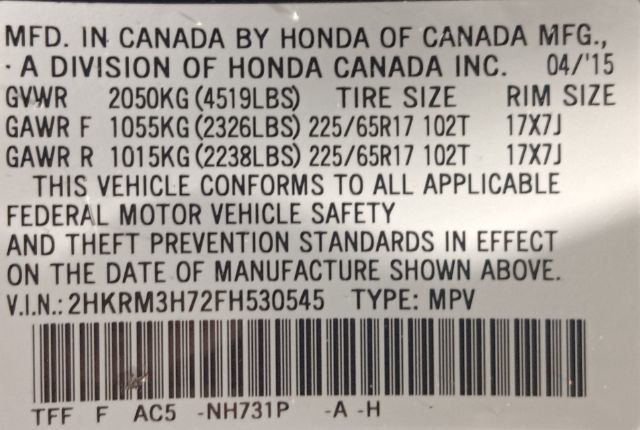 MFD. IN CANADA BY HONDA OF CANADA MFG.,
· A DIVISION OF HONDA CANADA INC. 04/'15
GVWR 2050KG (4519LBS) TIRE SIZE RIM SIZE
GAWR F 1055KG (2326LBS) 225/65R17 102T 17X7J
GAWR R 1015KG (2238LBS) 225/65R17 102T 17X7J
THIS VEHICLE CONFORMS TO ALL APPLICABLE
FEDERAL MOTOR VEHICLE SAFETY
AND THEFT PREVENTION STANDARDS IN EFFECT
ON THE DATE OF MANUFACTURE SHOWN ABOVE.
V.I.N.: 2HKRM3H72FH530545 TYPE: MPV
TFF F AC5 -NH731P -A -H